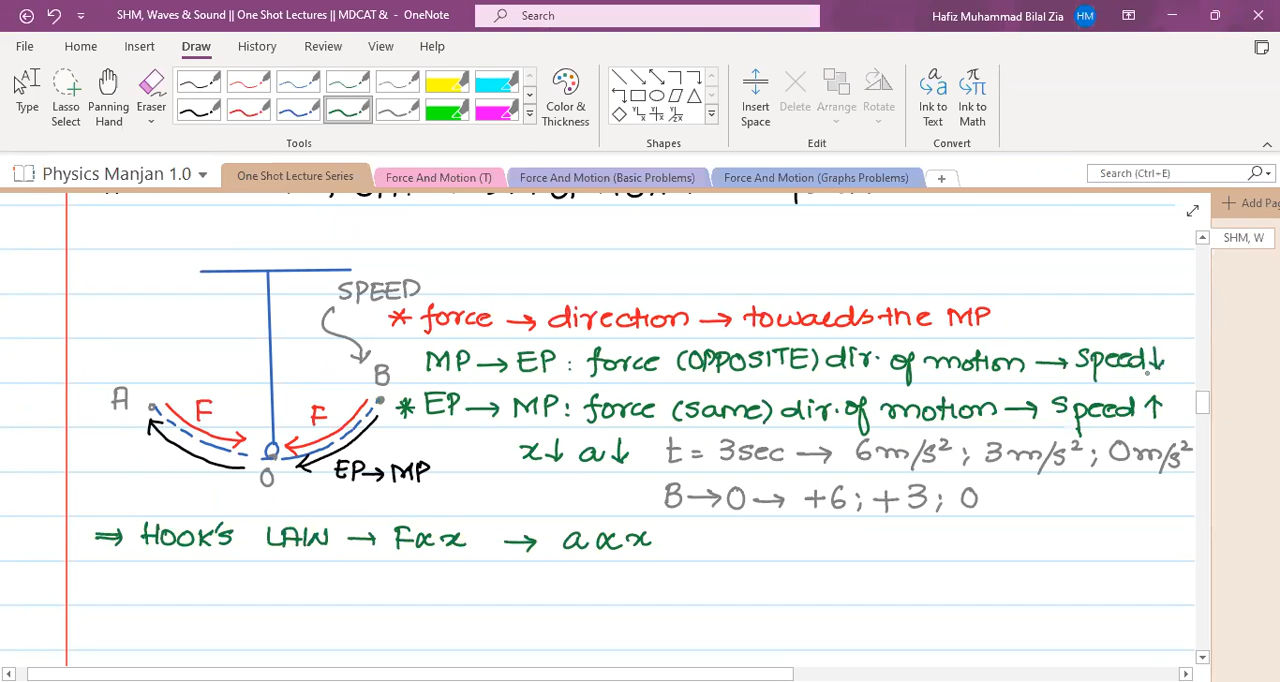 SHM, Waves & Sound || One Shot Lectures || MDCAT & - OneNote
Search
Hafiz Muhammad Bilal Zia HM
File Home Insert Draw History Review View Help
Type
Lasso Select
Panning Hand
Eraser
Color & Thickness
Insert Space
Delete
Arrange
Rotate
Ink to Text
Ink to Math
Tools
Shapes
Edit
Convert
Physics Manjan 1.0
One Shot Lecture Series
Force And Motion (T)
Force And Motion (Basic Problems)
Force And Motion (Graphs Problems)
Search (Ctrl+E)
Add Pag
SHM, W
SPEED
* force → direction → towards the MP
MP → EP : force (OPPOSITE) dir. of motion → speed↓
B
A
F
F
* EP → MP: force (same) dir. of motion → speed ↑
x↓ a↓ t = 3sec → 6m/s²; 3m/s²; 0m/s²
EP→MP
O
B→O→ +6; +3; 0
⇒ HOOK'S LAW → F∝x → a∝x